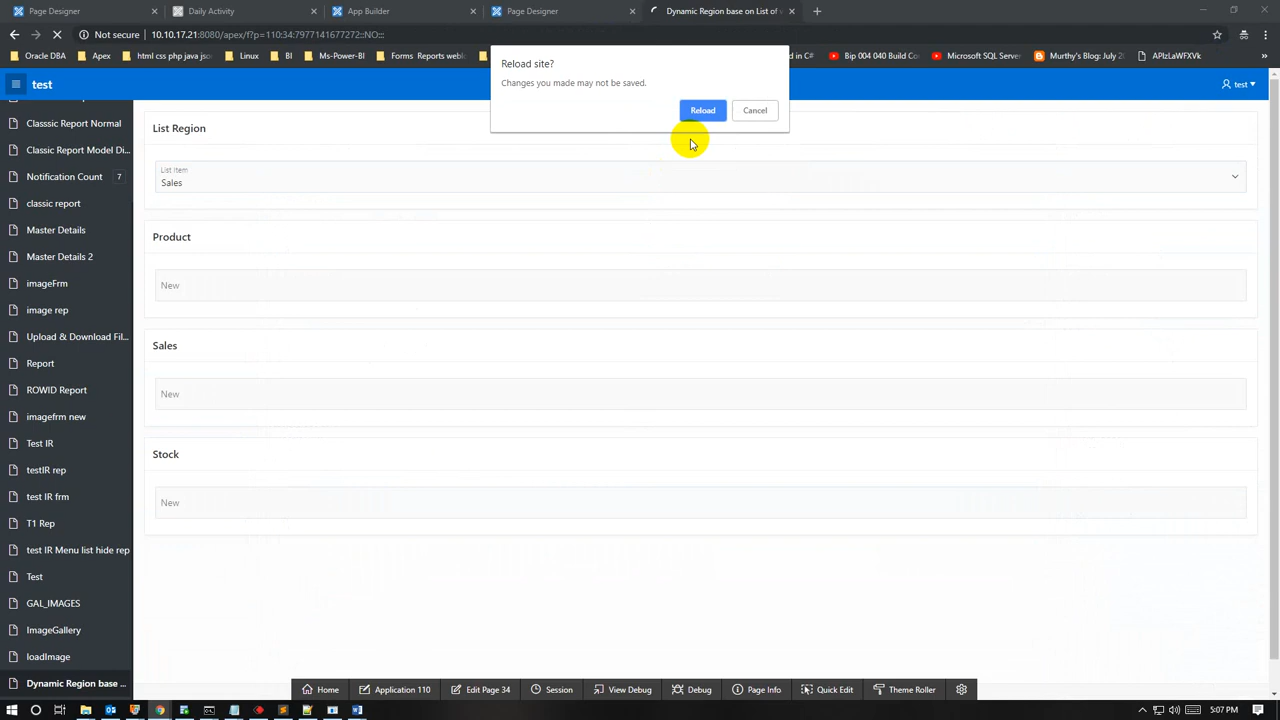 Page Designer
Daily Activity
App Builder
Page Designer
Dynamic Region base on List of v
Not secure 10.10.17.21:8080/apex/f?p=110:34:7977141677272::NO:::
Oracle DBA
Apex
html css php java jso
Linux
BI
Ms-Power-BI
Forms Reports weblo
d in C#
Bip 004 040 Build Co
Microsoft SQL Server
Murthy's Blog: July 2
APIzLaWFXVk
Reload site?
Changes you made may not be saved.
Reload Cancel
test
test
Classic Report Normal
Classic Report Model Di...
Notification Count 7
classic report
Master Details
Master Details 2
imageFrm
image rep
Upload & Download Fil...
Report
ROWID Report
imagefrm new
Test IR
testIR rep
test IR frm
T1 Rep
test IR Menu list hide rep
Test
GAL_IMAGES
ImageGallery
loadImage
Dynamic Region base ...
List Region
List Item
Sales
Product
New
Sales
New
Stock
New
Home
Application 110
Edit Page 34
Session
View Debug
Debug
Page Info
Quick Edit
Theme Roller
5:07 PM